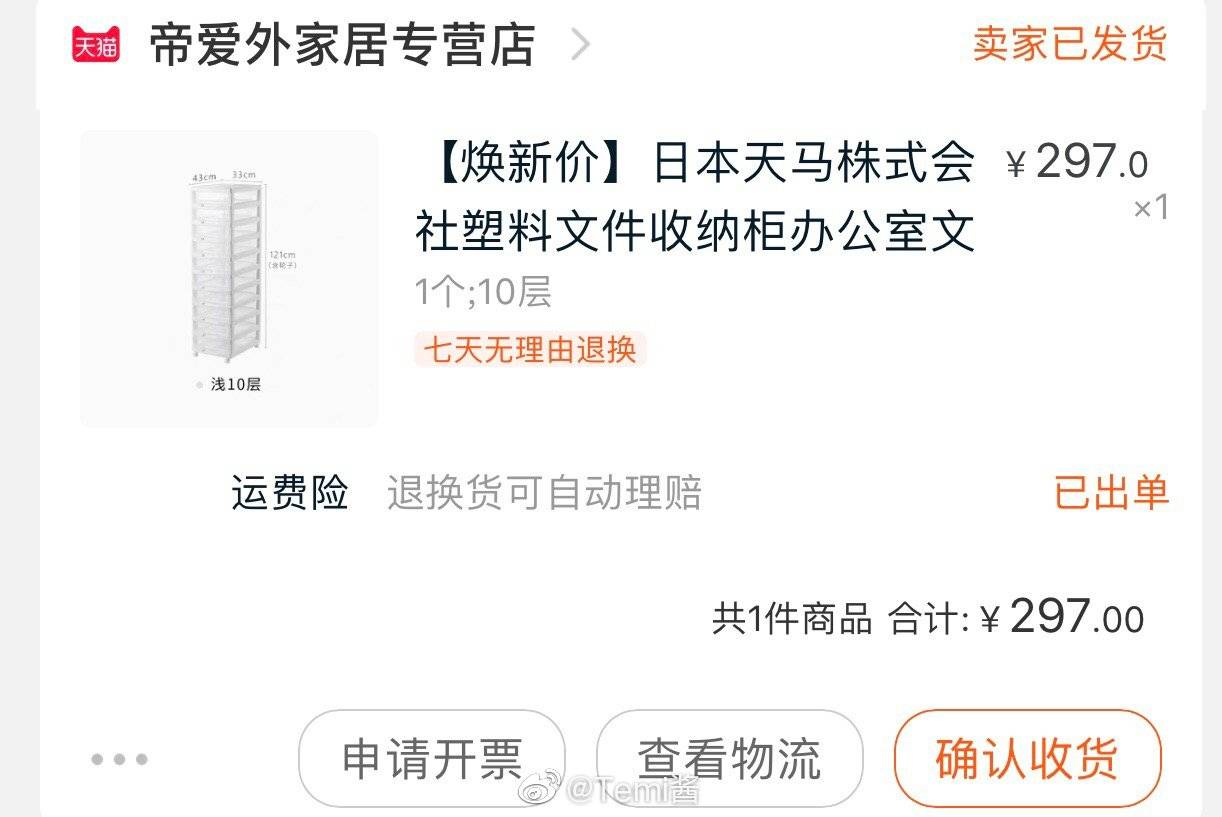 天猫 帝爱外家居专营店 卖家已发货
【焕新价】日本天马株式会 ¥297.0
社塑料文件收纳柜办公室文 ×1
1个;10层
七天无理由退换
43cm 33cm
121cm
(含轮子)
浅10层
运费险 退换货可自动理赔 已出单
共1件商品 合计: ¥297.00
申请开票 查看物流 确认收货
@Temi酱